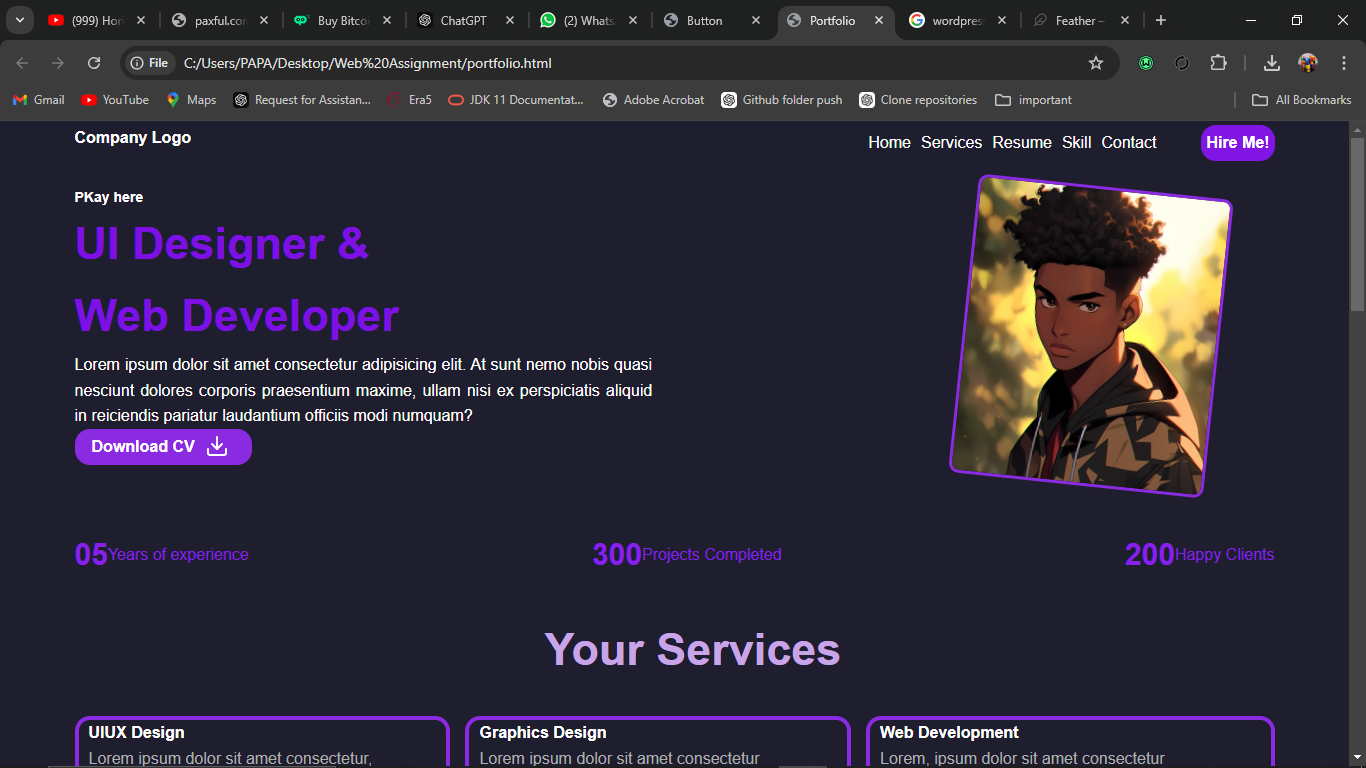 (999) Hori
paxful.con
Buy Bitcoi
ChatGPT
(2) Whats
Button
Portfolio
wordpress
Feather –
File
C:/Users/PAPA/Desktop/Web%20Assignment/portfolio.html
Gmail
YouTube
Maps
Request for Assistan...
Era5
JDK 11 Documentat...
Adobe Acrobat
Github folder push
Clone repositories
important
All Bookmarks
Company Logo
Home Services Resume Skill Contact
Hire Me!
PKay here
UI Designer &
Web Developer
Lorem ipsum dolor sit amet consectetur adipisicing elit. At sunt nemo nobis quasi
nesciunt dolores corporis praesentium maxime, ullam nisi ex perspiciatis aliquid
in reiciendis pariatur laudantium officiis modi numquam?
Download CV
05Years of experience
300Projects Completed
200Happy Clients
Your Services
UIUX Design
Lorem ipsum dolor sit amet consectetur,
Graphics Design
Lorem ipsum dolor sit amet consectetur
Web Development
Lorem, ipsum dolor sit amet consectetur